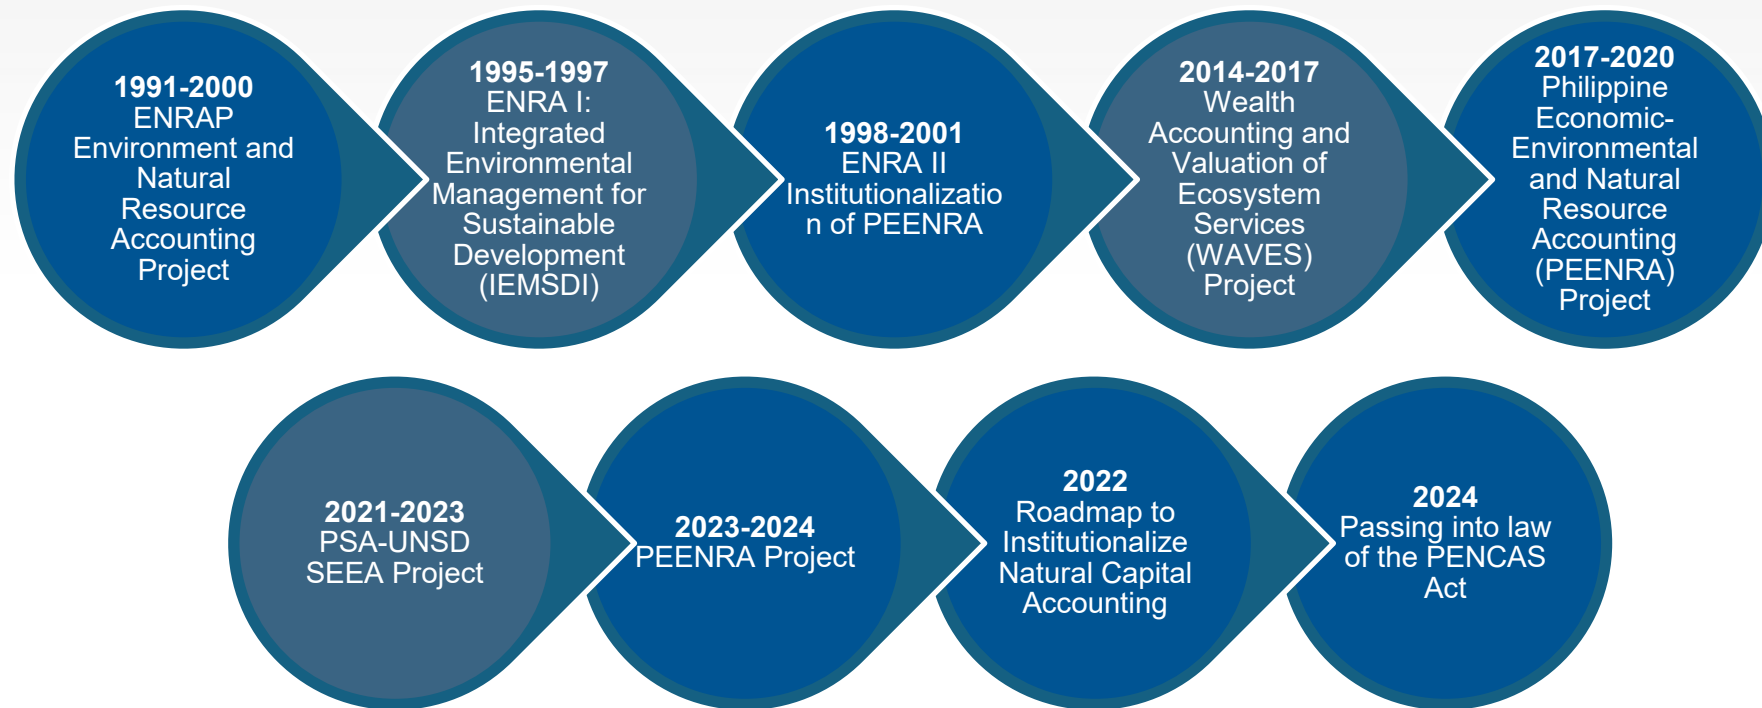 1991-2000
ENRAP
Environment and
Natural
Resource
Accounting
Project
1995-1997
ENRA I:
Integrated
Environmental
Management for
Sustainable
Development
(IEMSDI)
1998-2001
ENRA II
Institutionalizatio
n of PEENRA
2014-2017
Wealth
Accounting and
Valuation of
Ecosystem
Services
(WAVES)
Project
2017-2020
Philippine
Economic-
Environmental
and Natural
Resource
Accounting
(PEENRA)
Project
2021-2023
PSA-UNSD
SEEA Project
2023-2024
PEENRA Project
2022
Roadmap to
Institutionalize
Natural Capital
Accounting
2024
Passing into law
of the PENCAS
Act